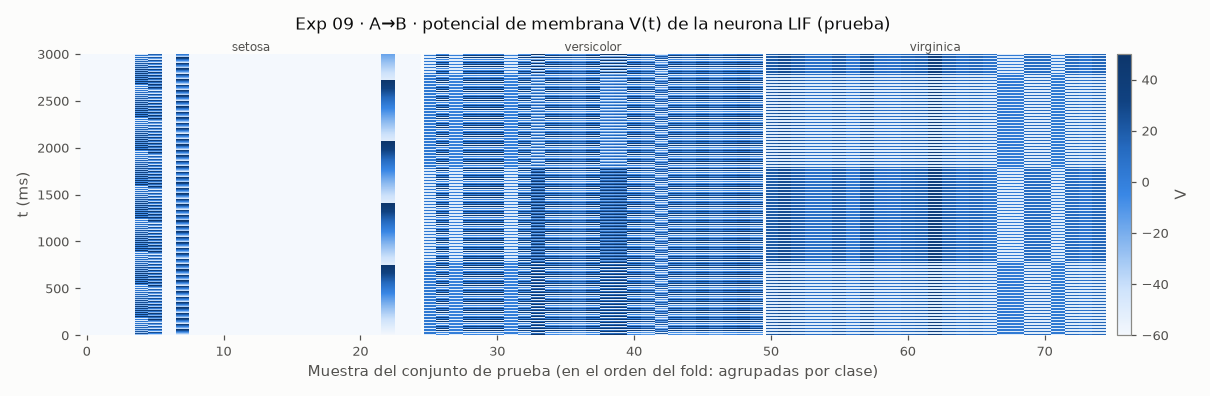 Exp 09 · A→B · potencial de membrana V(t) de la neurona LIF (prueba)
setosa versicolor virginica
3000
2500
2000
1500
1000
500
0
t (ms)
0 10 20 30 40 50 60 70
Muestra del conjunto de prueba (en el orden del fold: agrupadas por clase)
40
20
0
−20
−40
−60
V